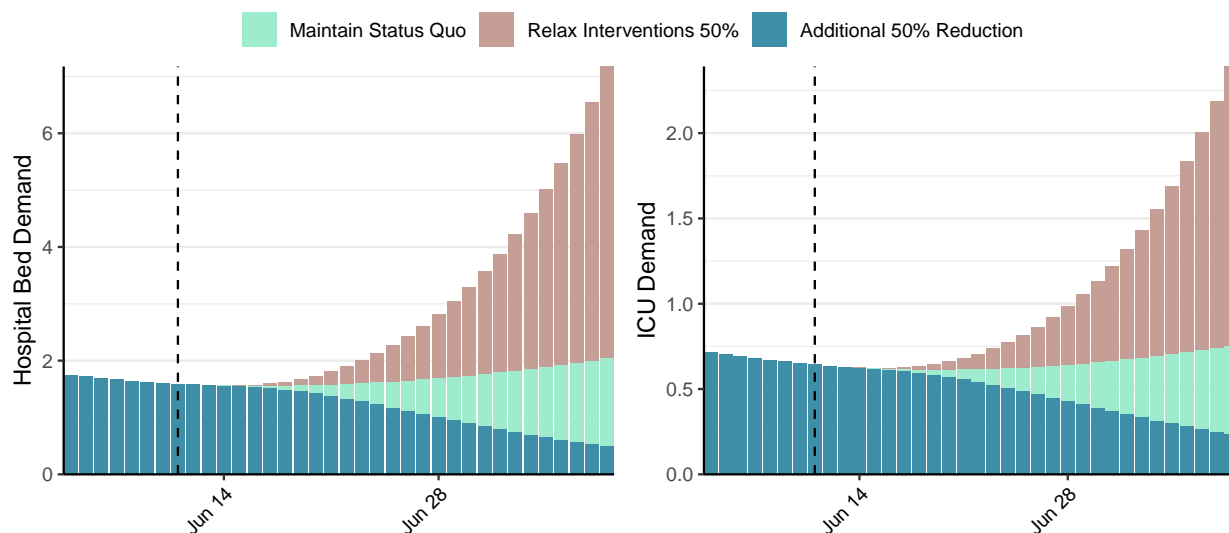 Maintain Status Quo Relax Interventions 50% Additional 50% Reduction
Hospital Bed Demand
6
4
2
0
Jun 14
Jun 28
ICU Demand
2.0
1.5
1.0
0.5
0.0
Jun 14
Jun 28